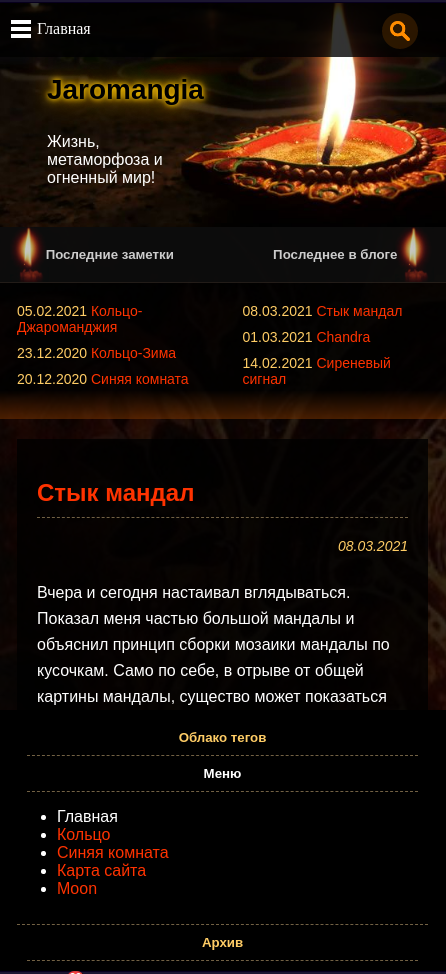 Главная
Jaromangia
Жизнь,
метаморфоза и
огненный мир!
Последние заметки
Последнее в блоге
05.02.2021 Кольцо-
Джароманджия
23.12.2020 Кольцо-Зима
20.12.2020 Синяя комната
08.03.2021 Стык мандал
01.03.2021 Chandra
14.02.2021 Сиреневый
сигнал
Стык мандал
08.03.2021
Вчера и сегодня настаивал вглядываться.
Показал меня частью большой мандалы и
объяснил принцип сборки мозаики мандалы по
кусочкам. Само по себе, в отрыве от общей
картины мандалы, существо может показаться
Облако тегов
Меню
Главная
Кольцо
Синяя комната
Карта сайта
Moon
Архив